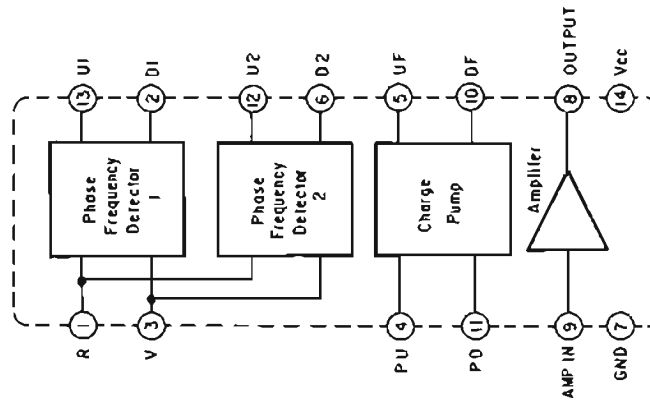 U1
D1
U2
D2
UF
DF
OUTPUT
Vcc
13
2
12
6
5
10
8
14
Phase
Frequency
Detector
1
Phase
Frequency
Detector
2
Charge
Pump
Amplifier
1
3
4
11
9
7
R
V
PU
PD
AMP IN
GND